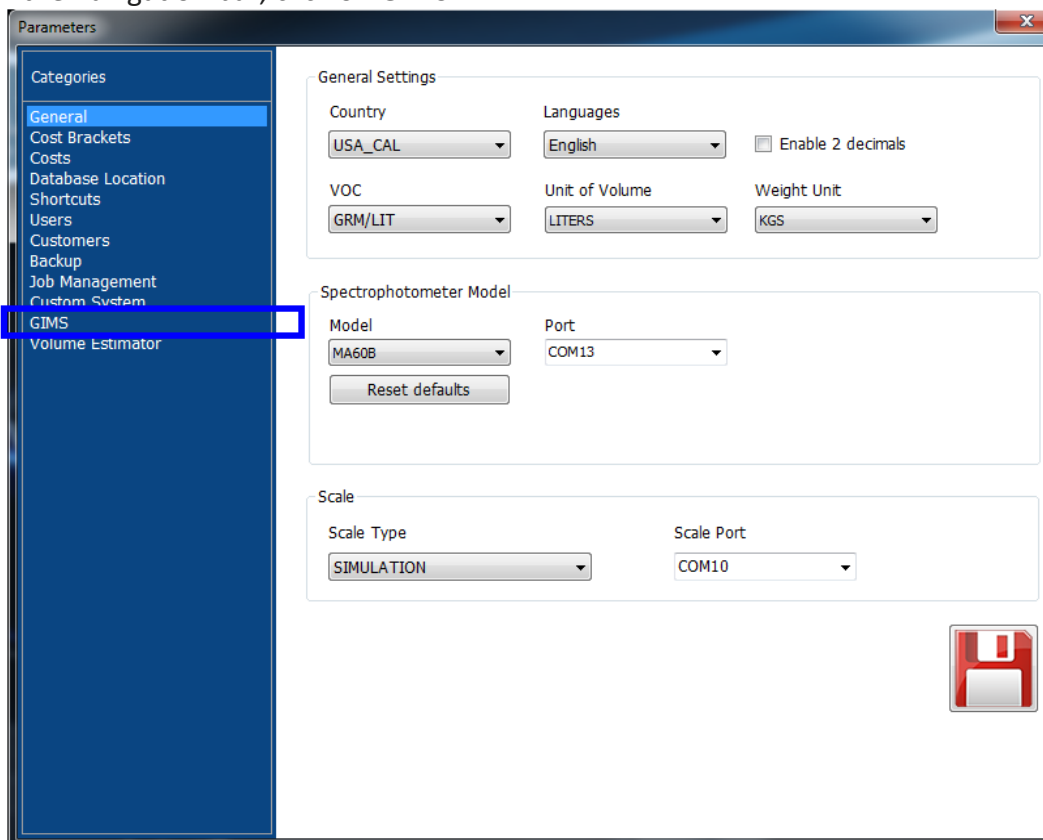 Parameters
x
Categories
General
Cost Brackets
Costs
Database Location
Shortcuts
Users
Customers
Backup
Job Management
Custom System
GIMS
Volume Estimator
General Settings
Country Languages
USA_CAL English Enable 2 decimals
VOC Unit of Volume Weight Unit
GRM/LIT LITERS KGS
Spectrophotometer Model
Model Port
MA60B COM13
Reset defaults
Scale
Scale Type Scale Port
SIMULATION COM10